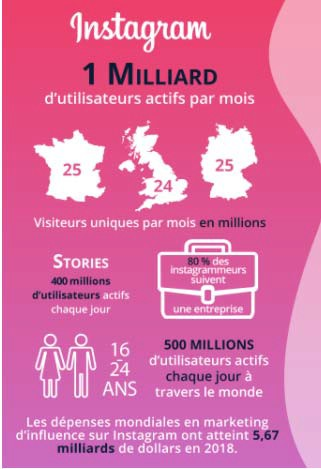 Instagram
1 MILLIARD
d'utilisateurs actifs par mois
25
24
25
Visiteurs uniques par mois en millions
STORIES
400 millions
d'utilisateurs actifs
chaque jour
80 % des
instagrammeurs
suivent
une entreprise
16
-
24
ANS
500 MILLIONS
d'utilisateurs actifs
chaque jour à
travers le monde
Les dépenses mondiales en marketing
d'influence sur Instagram ont atteint 5,67
milliards de dollars en 2018.